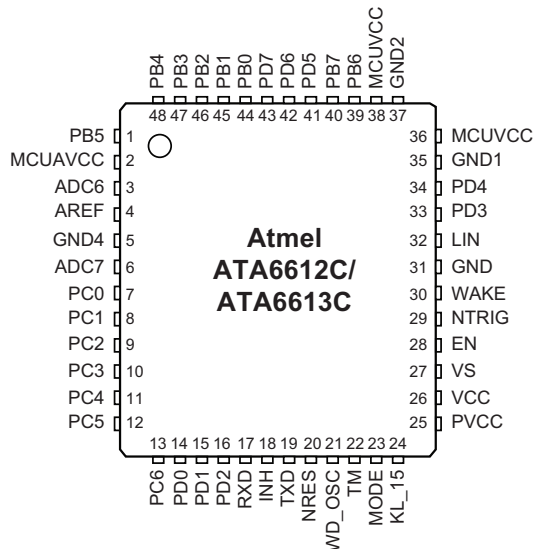 PB4 PB3 PB2 PB1 PB0 PD7 PD6 PD5 PB7 PB6 MCUVCC GND2
48 47 46 45 44 43 42 41 40 39 38 37
PB5 1 36 MCUVCC
MCUAVCC 2 35 GND1
ADC6 3 34 PD4
AREF 4 33 PD3
GND4 5 32 LIN
ADC7 6 31 GND
PC0 7 30 WAKE
PC1 8 29 NTRIG
PC2 9 28 EN
PC3 10 27 VS
PC4 11 26 VCC
PC5 12 25 PVCC
Atmel
ATA6612C/
ATA6613C
13 14 15 16 17 18 19 20 21 22 23 24
PC6 PD0 PD1 PD2 RXD INH TXD NRES WD_OSC TM MODE KL_15